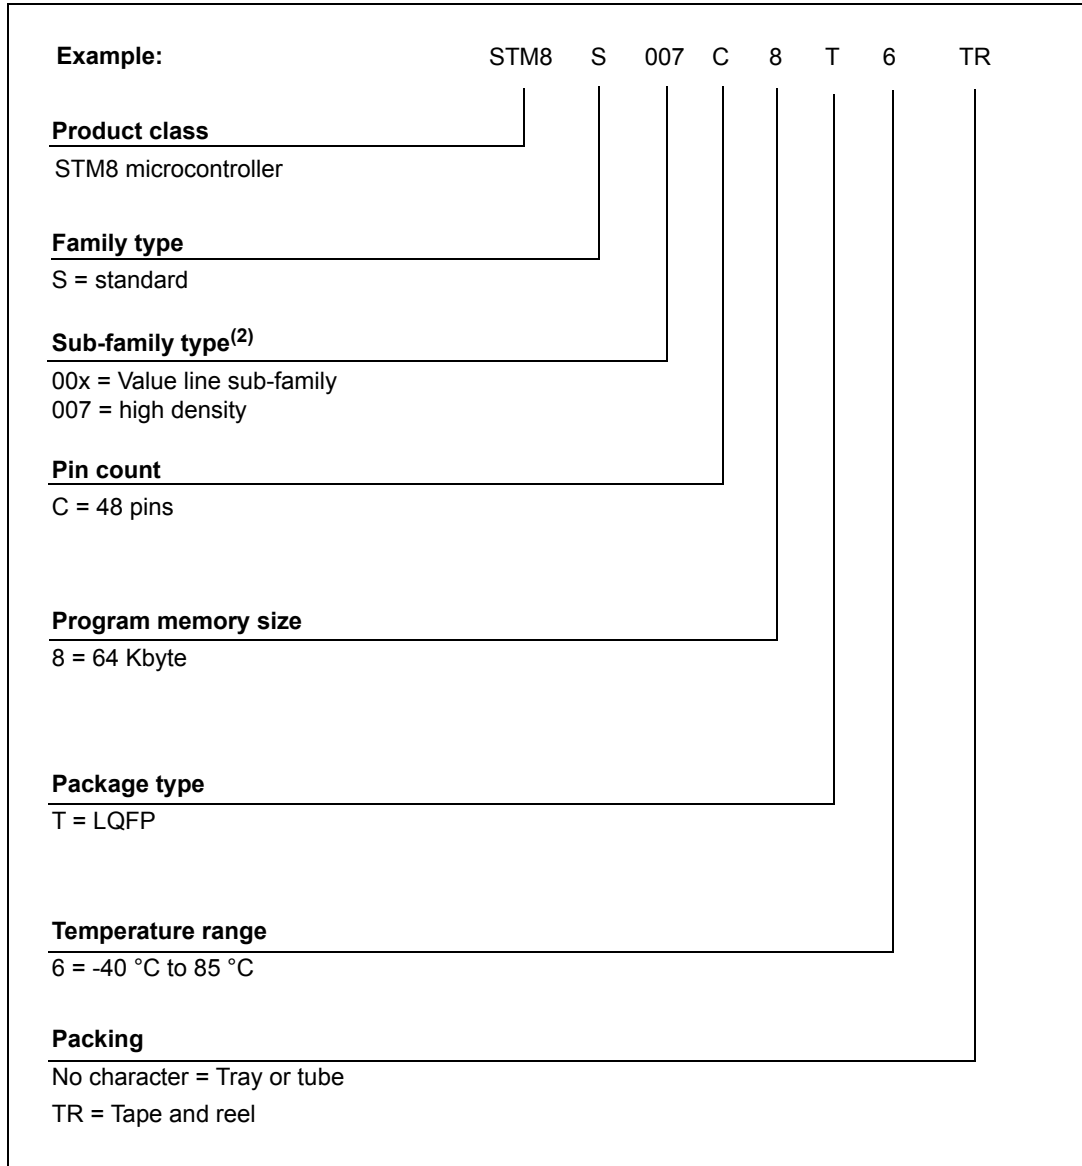 Example: STM8 S 007 C 8 T 6 TR
Product class
STM8 microcontroller
Family type
S = standard
Sub-family type(2)
00x = Value line sub-family
007 = high density
Pin count
C = 48 pins
Program memory size
8 = 64 Kbyte
Package type
T = LQFP
Temperature range
6 = -40 °C to 85 °C
Packing
No character = Tray or tube
TR = Tape and reel